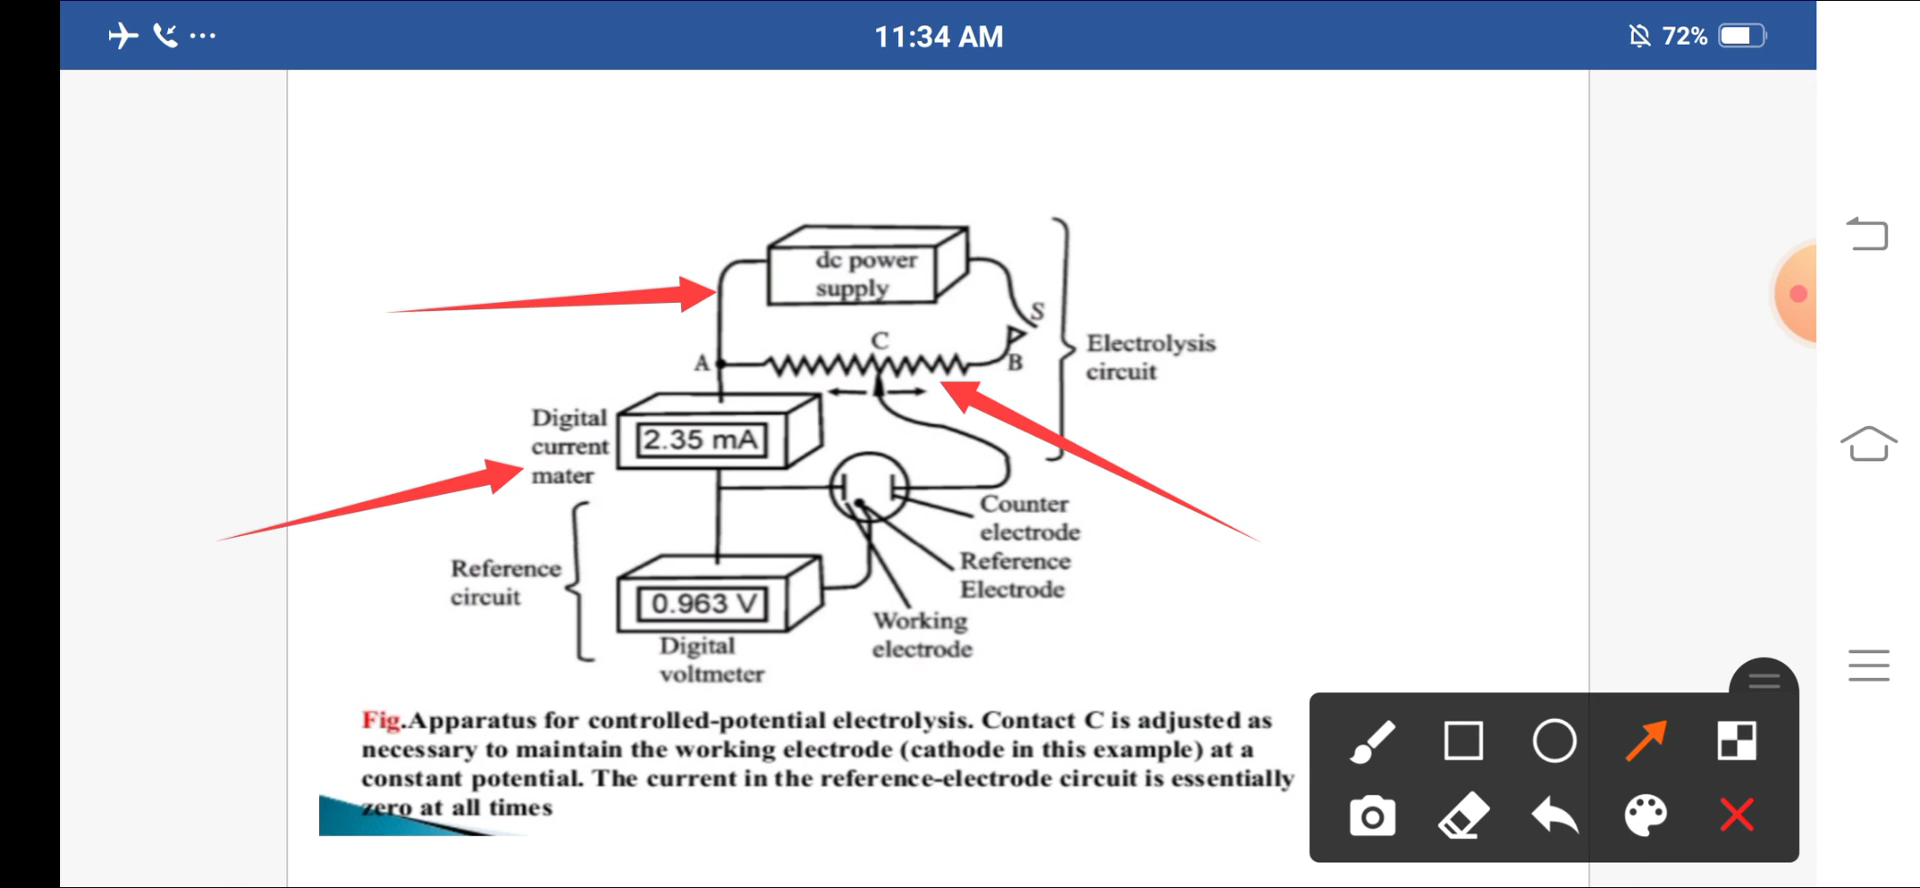 11:34 AM
72%
dc power
supply
S
C
A
B
Electrolysis
circuit
Digital
current
mater
2.35 mA
Counter
electrode
Reference
Electrode
Reference
circuit
0.963 V
Working
electrode
Digital
voltmeter
Fig.Apparatus for controlled-potential electrolysis. Contact C is adjusted as
necessary to maintain the working electrode (cathode in this example) at a
constant potential. The current in the reference-electrode circuit is essentially
zero at all times